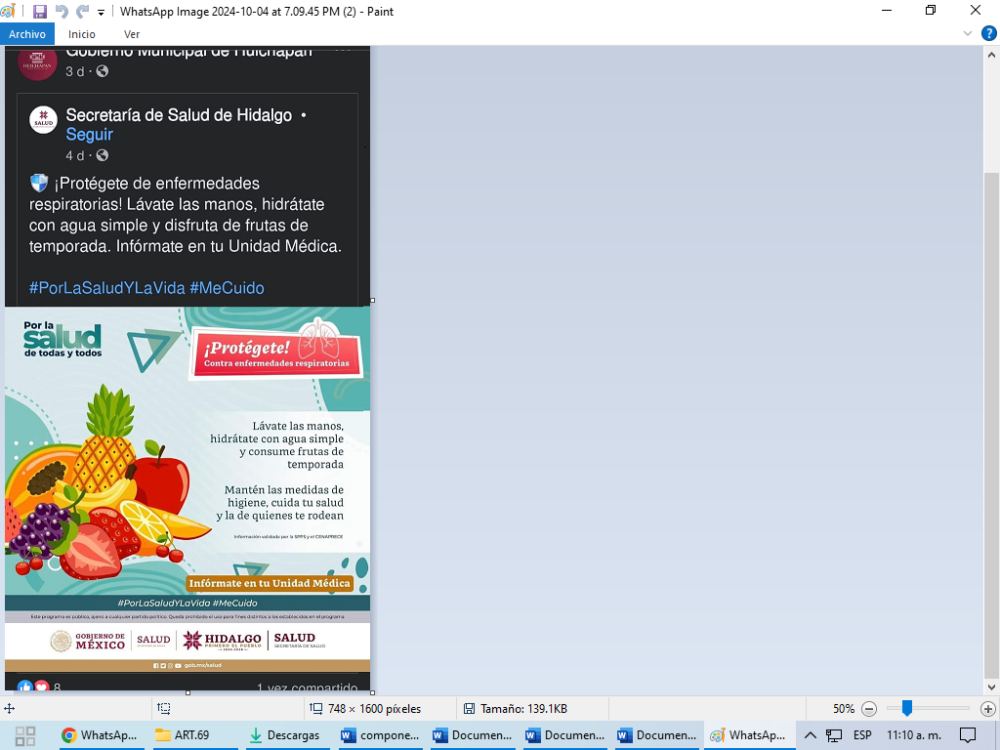 WhatsApp Image 2024-10-04 at 7.09.45 PM (2) - Paint
Archivo Inicio Ver
Gobierno Municipal de Huichapan
HUICHAPAN
3 d ·
SALUD
Secretaría de Salud de Hidalgo •
Seguir
4 d ·
¡Protégete de enfermedades
respiratorias! Lávate las manos, hidrátate
con agua simple y disfruta de frutas de
temporada. Infórmate en tu Unidad Médica.
#PorLaSaludYLaVida #MeCuido
Por la
salud
de todas y todos
¡Protégete!
Contra enfermedades respiratorias
Lávate las manos,
hidrátate con agua simple
y consume frutas de
temporada
Mantén las medidas de
higiene, cuida tu salud
y la de quienes te rodean
Información validada por la SPPS y el CENAPRECE
Infórmate en tu Unidad Médica
#PorLaSaludYLaVida #MeCuido
Este programa es público, ajeno a cualquier partido político. Queda prohibido el uso para fines distintos a los establecidos en el programa
GOBIERNO DE
MÉXICO
SALUD
SECRETARÍA DE SALUD
HIDALGO
PRIMERO EL PUEBLO
SALUD
SECRETARÍA DE SALUD
gob.mx/salud
8 1 vez compartido
748 × 1600 píxeles Tamaño: 139.1KB 50%
WhatsAp... ART.69 Descargas compone... Documen... Documen... Documen... WhatsAp... ESP 11:10 a. m.